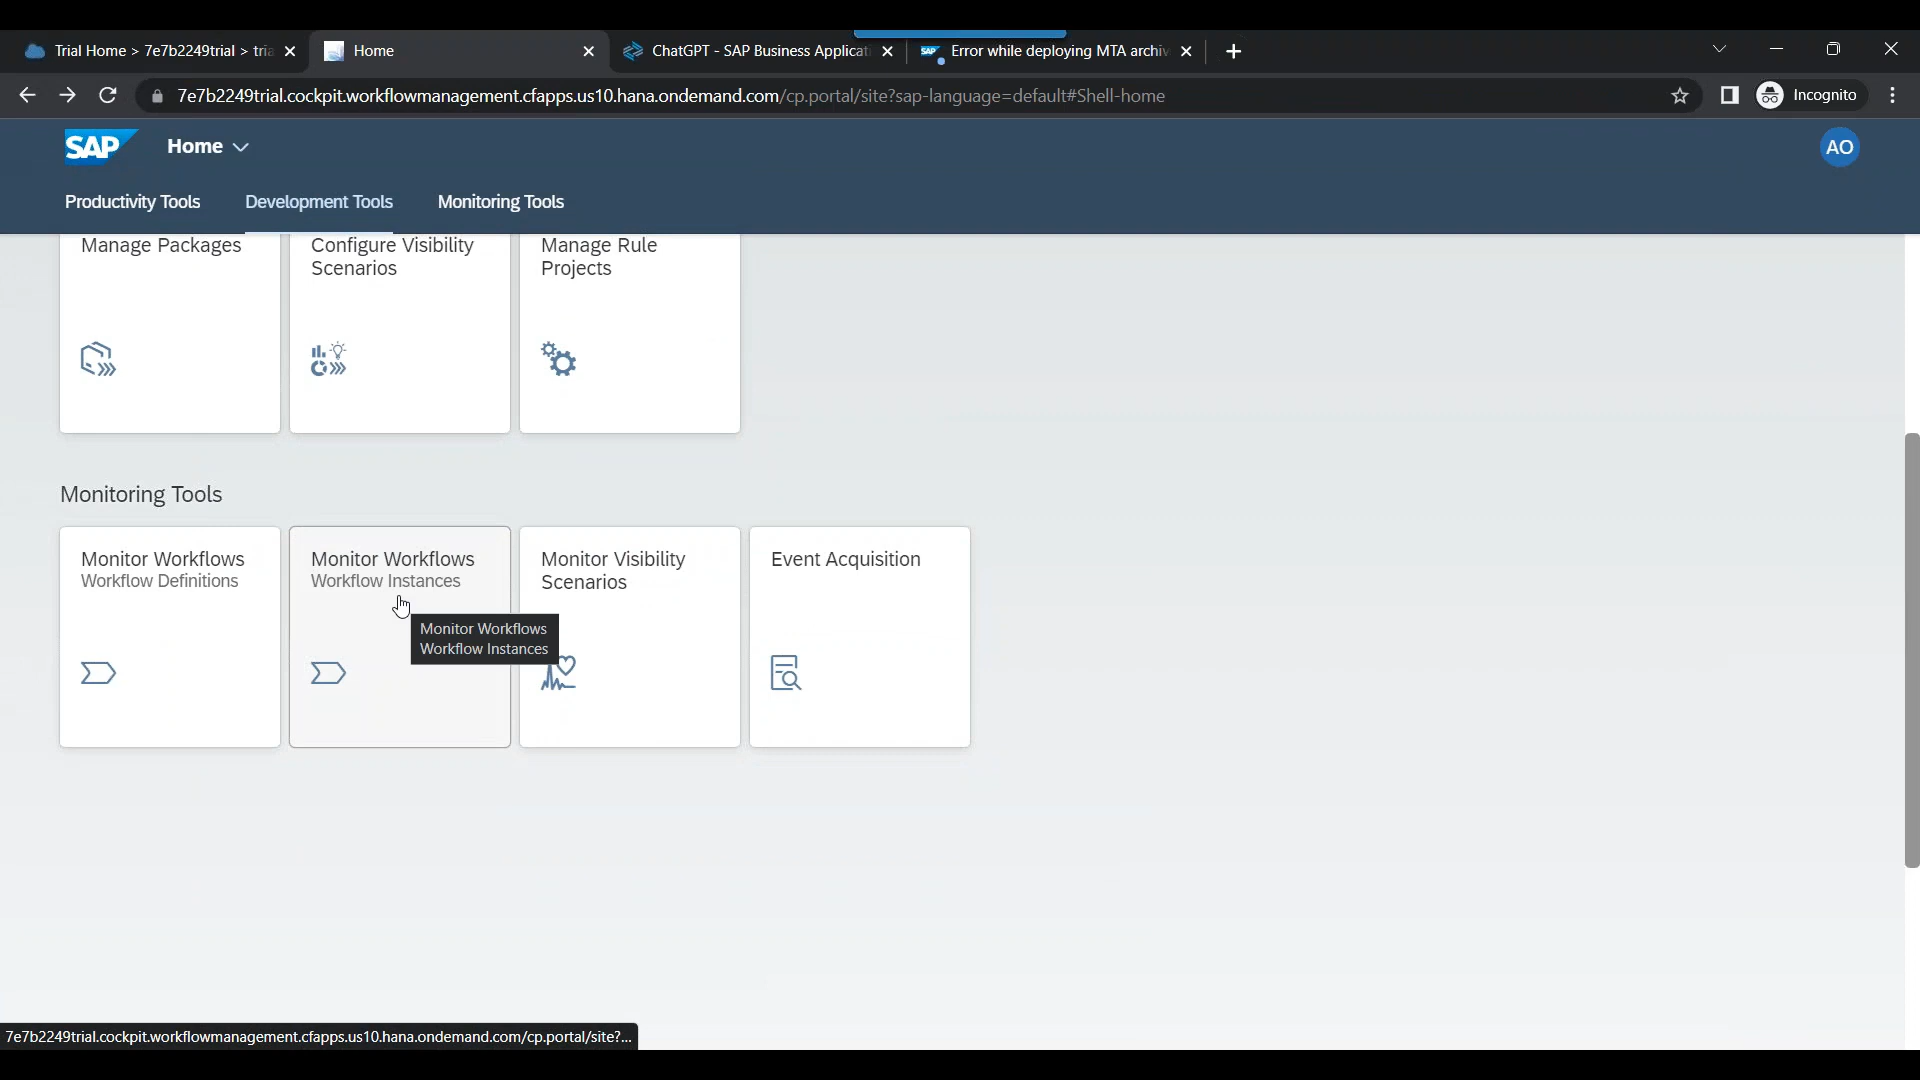 Trial Home > 7e7b2249trial > tria
Home
ChatGPT - SAP Business Applicati
SAP
Error while deploying MTA archiv
7e7b2249trial.cockpit.workflowmanagement.cfapps.us10.hana.ondemand.com/cp.portal/site?sap-language=default#Shell-home
Incognito
SAP
Home
AO
Productivity Tools
Development Tools
Monitoring Tools
Manage Packages
Configure Visibility
Scenarios
Manage Rule
Projects
Monitoring Tools
Monitor Workflows
Workflow Definitions
Monitor Workflows
Workflow Instances
Monitor Visibility
Scenarios
Event Acquisition
Monitor Workflows
Workflow Instances
7e7b2249trial.cockpit.workflowmanagement.cfapps.us10.hana.ondemand.com/cp.portal/site?...